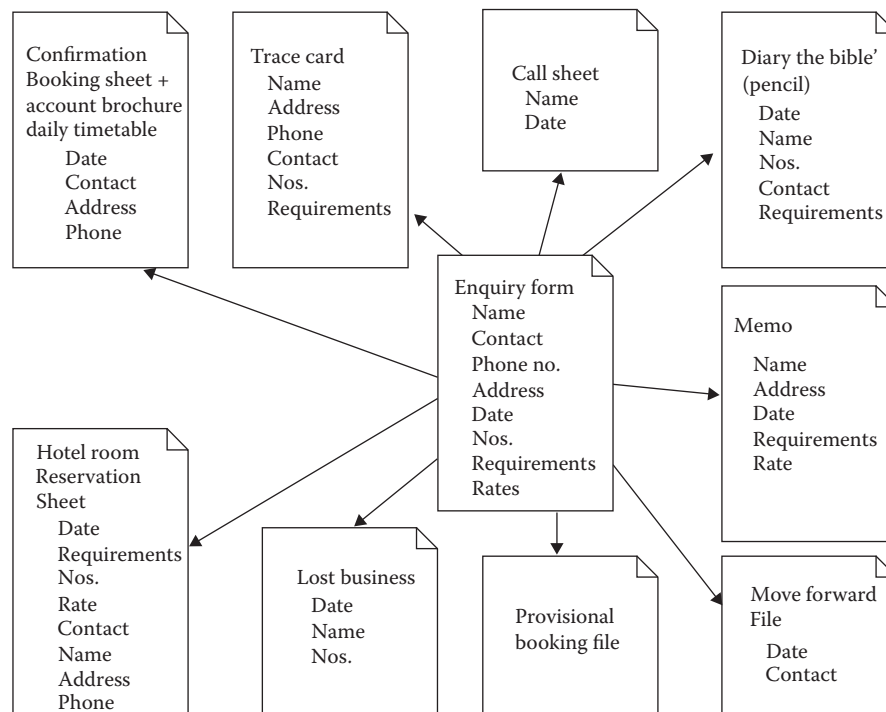 Confirmation
Booking sheet +
account brochure
daily timetable
Date
Contact
Address
Phone
Trace card
Name
Address
Phone
Contact
Nos.
Requirements
Call sheet
Name
Date
Diary the bible’
(pencil)
Date
Name
Nos.
Contact
Requirements
Enquiry form
Name
Contact
Phone no.
Address
Date
Nos.
Requirements
Rates
Memo
Name
Address
Date
Requirements
Rate
Hotel room
Reservation
Sheet
Date
Requirements
Nos.
Rate
Contact
Name
Address
Phone
Lost business
Date
Name
Nos.
Provisional
booking file
Move forward
File
Date
Contact